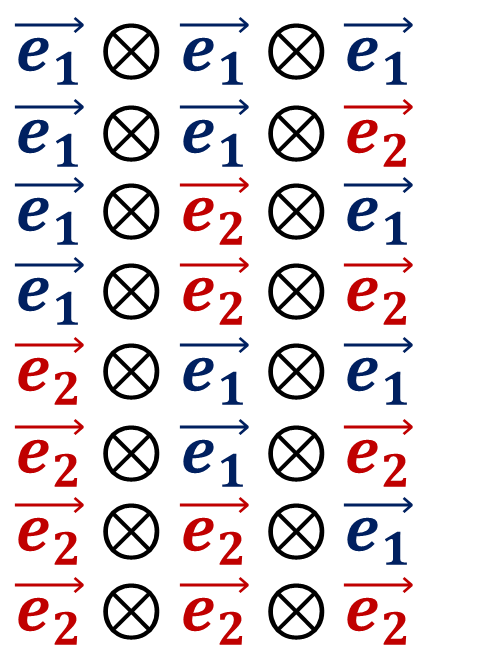 e⃗₁ ⊗ e⃗₁ ⊗ e⃗₁
e⃗₁ ⊗ e⃗₁ ⊗ e⃗₂
e⃗₁ ⊗ e⃗₂ ⊗ e⃗₁
e⃗₁ ⊗ e⃗₂ ⊗ e⃗₂
e⃗₂ ⊗ e⃗₁ ⊗ e⃗₁
e⃗₂ ⊗ e⃗₁ ⊗ e⃗₂
e⃗₂ ⊗ e⃗₂ ⊗ e⃗₁
e⃗₂ ⊗ e⃗₂ ⊗ e⃗₂